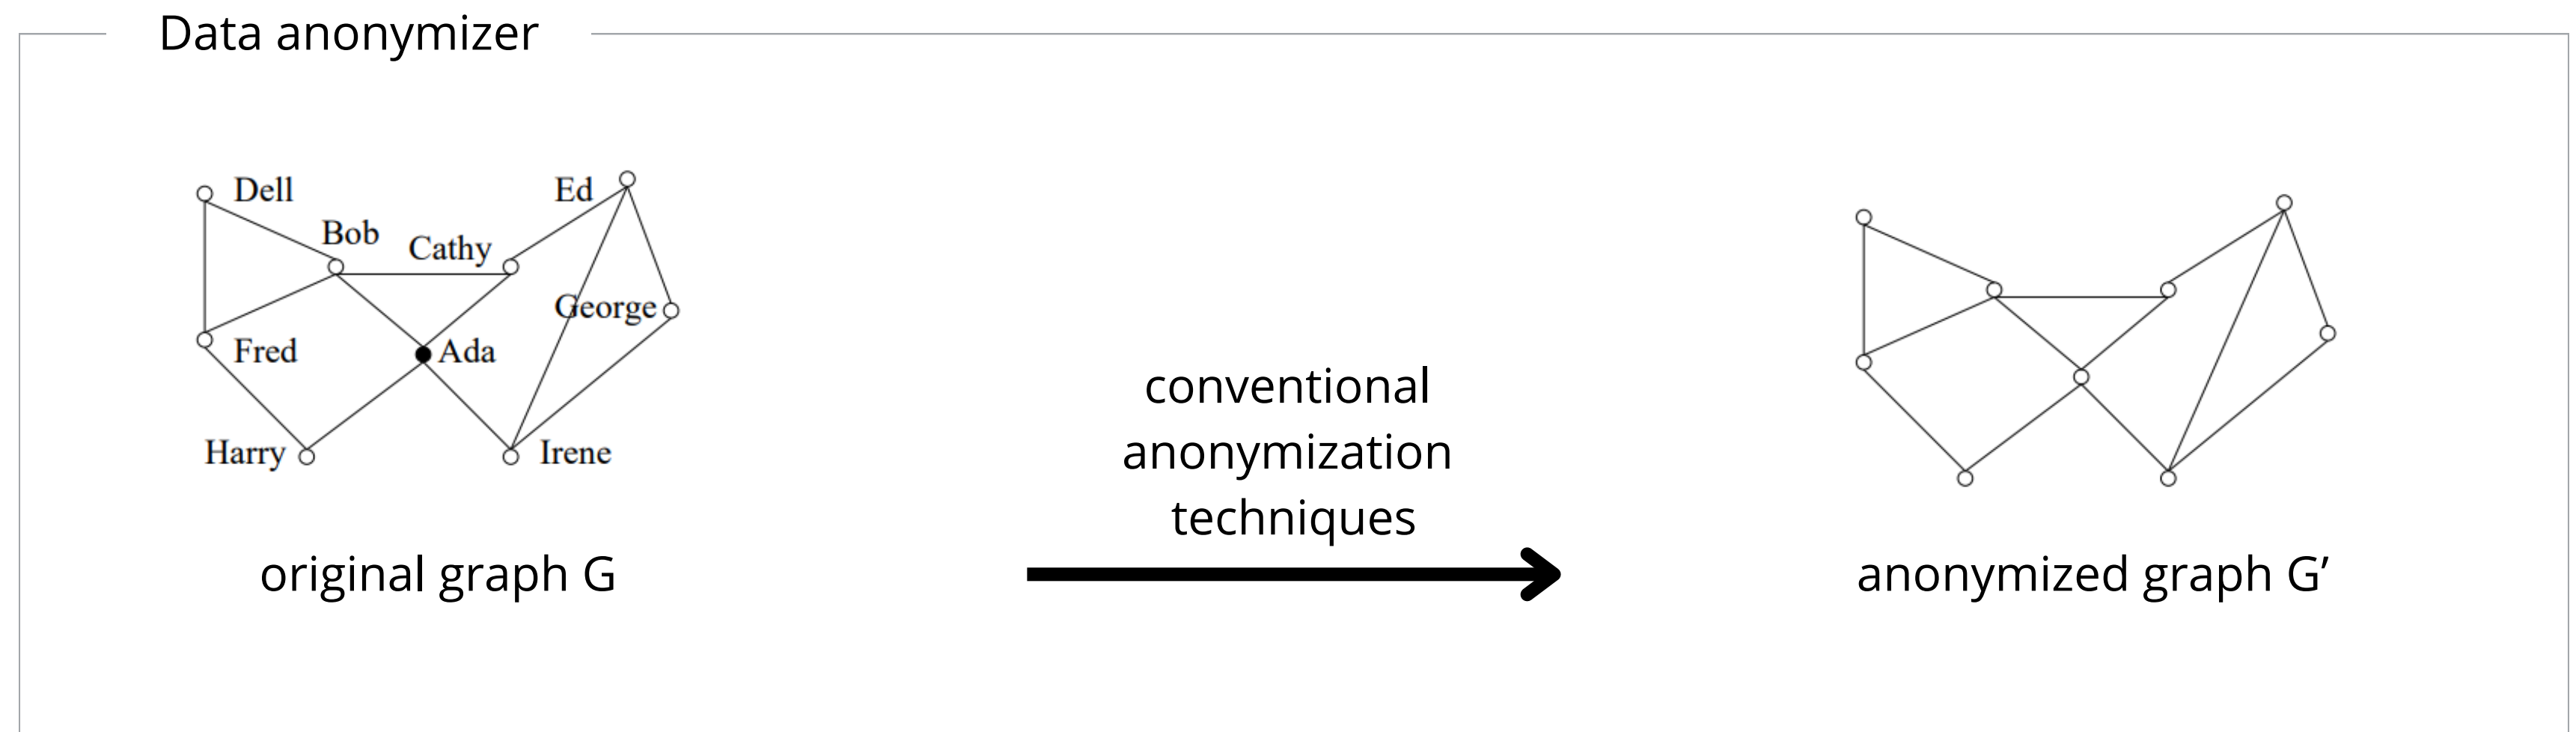 Data anonymizer
Dell
Ed
Bob
Cathy
George
Fred
Ada
Harry
Irene
original graph G
conventional
anonymization
techniques
anonymized graph G’